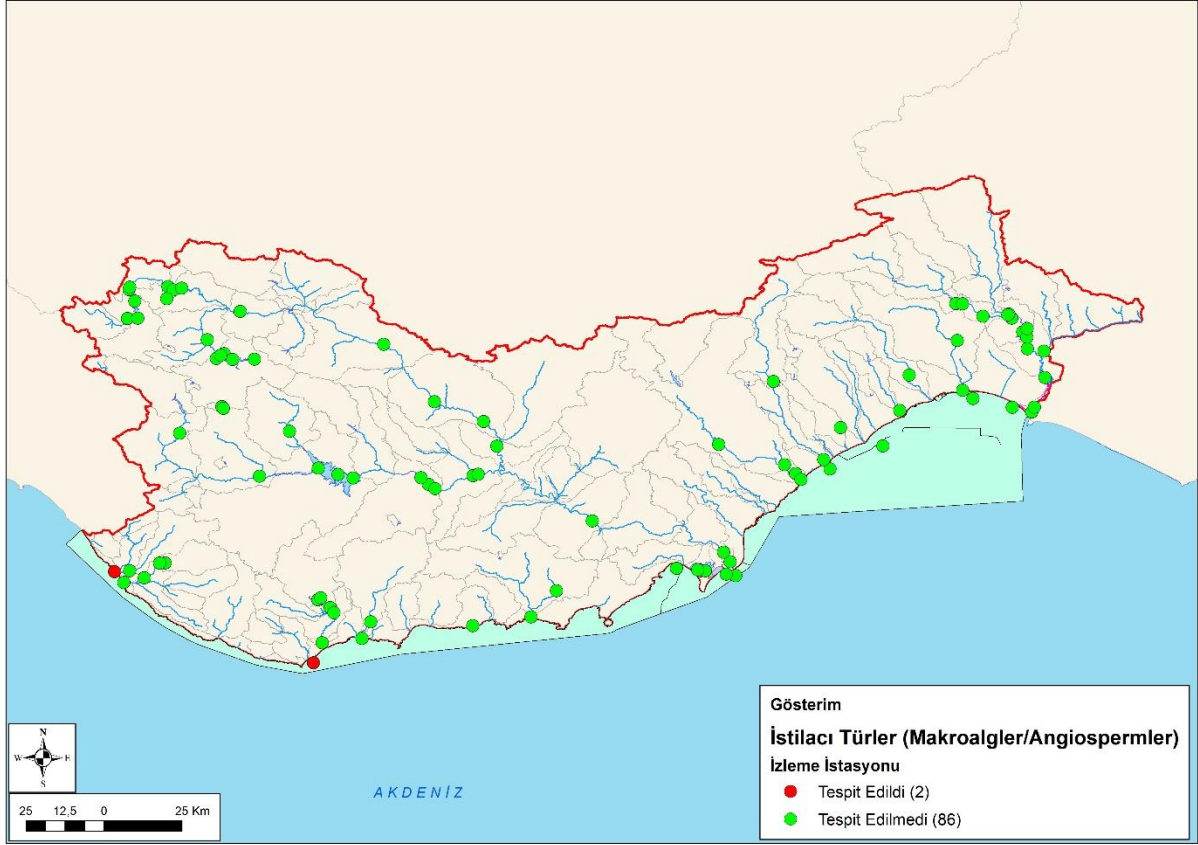 Gösterim
İstilacı Türler (Makroalgler/Angiospermler)
İzleme İstasyonu
Tespit Edildi (2)
Tespit Edilmedi (86)
N
W E
S
AKDENİZ
25 12,5 0 25 Km